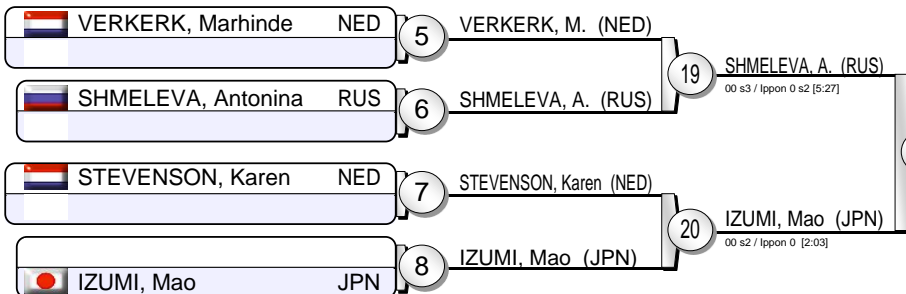 VERKERK, Marhinde NED
5
VERKERK, M. (NED)
19
SHMELEVA, A. (RUS)
00 s3 / Ippon 0 s2 [5:27]
SHMELEVA, Antonina RUS
6
SHMELEVA, A. (RUS)
STEVENSON, Karen NED
7
STEVENSON, Karen (NED)
20
IZUMI, Mao (JPN)
00 s2 / Ippon 0 [2:03]
IZUMI, Mao JPN
8
IZUMI, Mao (JPN)